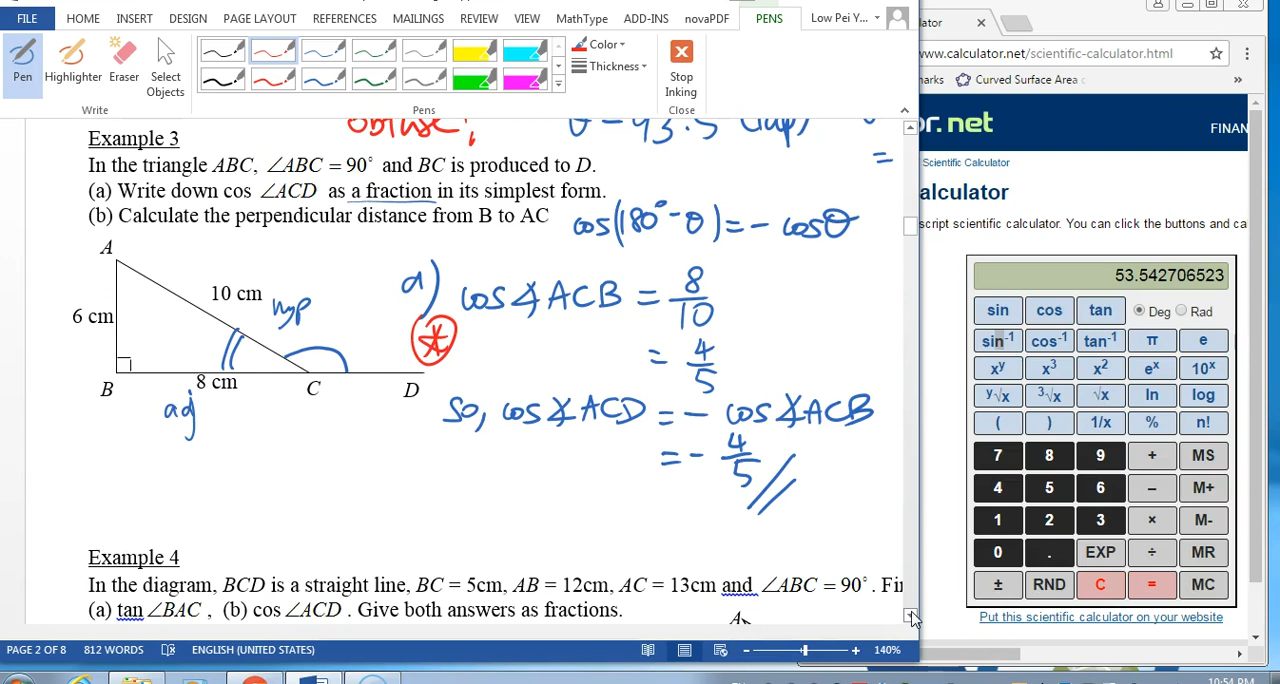 FILE HOME INSERT DESIGN PAGE LAYOUT REFERENCES MAILINGS REVIEW VIEW MathType ADD-INS novaPDF PENS Low Pei Y...
Pen Highlighter Eraser Select Objects
Color
Thickness
Stop Inking
Write Pens Close
obtuse!
Example 3
In the triangle ABC, ∠ABC = 90° and BC is produced to D.
(a) Write down cos ∠ACD as a fraction in its simplest form.
(b) Calculate the perpendicular distance from B to AC
cos(180° - θ) = - cosθ
A
10 cm
hyp
6 cm
B
8 cm
C
D
adj
a) cos∡ACB = 8/10
= 4/5
so, cos∡ACD = - cos∡ACB
= - 4/5 //
Example 4
In the diagram, BCD is a straight line, BC = 5cm, AB = 12cm, AC = 13cm and ∠ABC = 90°.
(a) tan ∠BAC , (b) cos ∠ACD . Give both answers as fractions.
A
PAGE 2 OF 8 812 WORDS ENGLISH (UNITED STATES) 140%
www.calculator.net/scientific-calculator.html
Curved Surface Area
»
r.net
FINAN
Scientific Calculator
alculator
script scientific calculator. You can click the buttons and ca
53.542706523
sin cos tan Deg Rad
sin-1 cos-1 tan-1 π e
xy x3 x2 ex 10x
y√x 3√x √x ln log
( ) 1/x % n!
7 8 9 + MS
4 5 6 – M+
1 2 3 × M-
0 . EXP ÷ MR
± RND C = MC
Put this scientific calculator on your website
10:54 PM